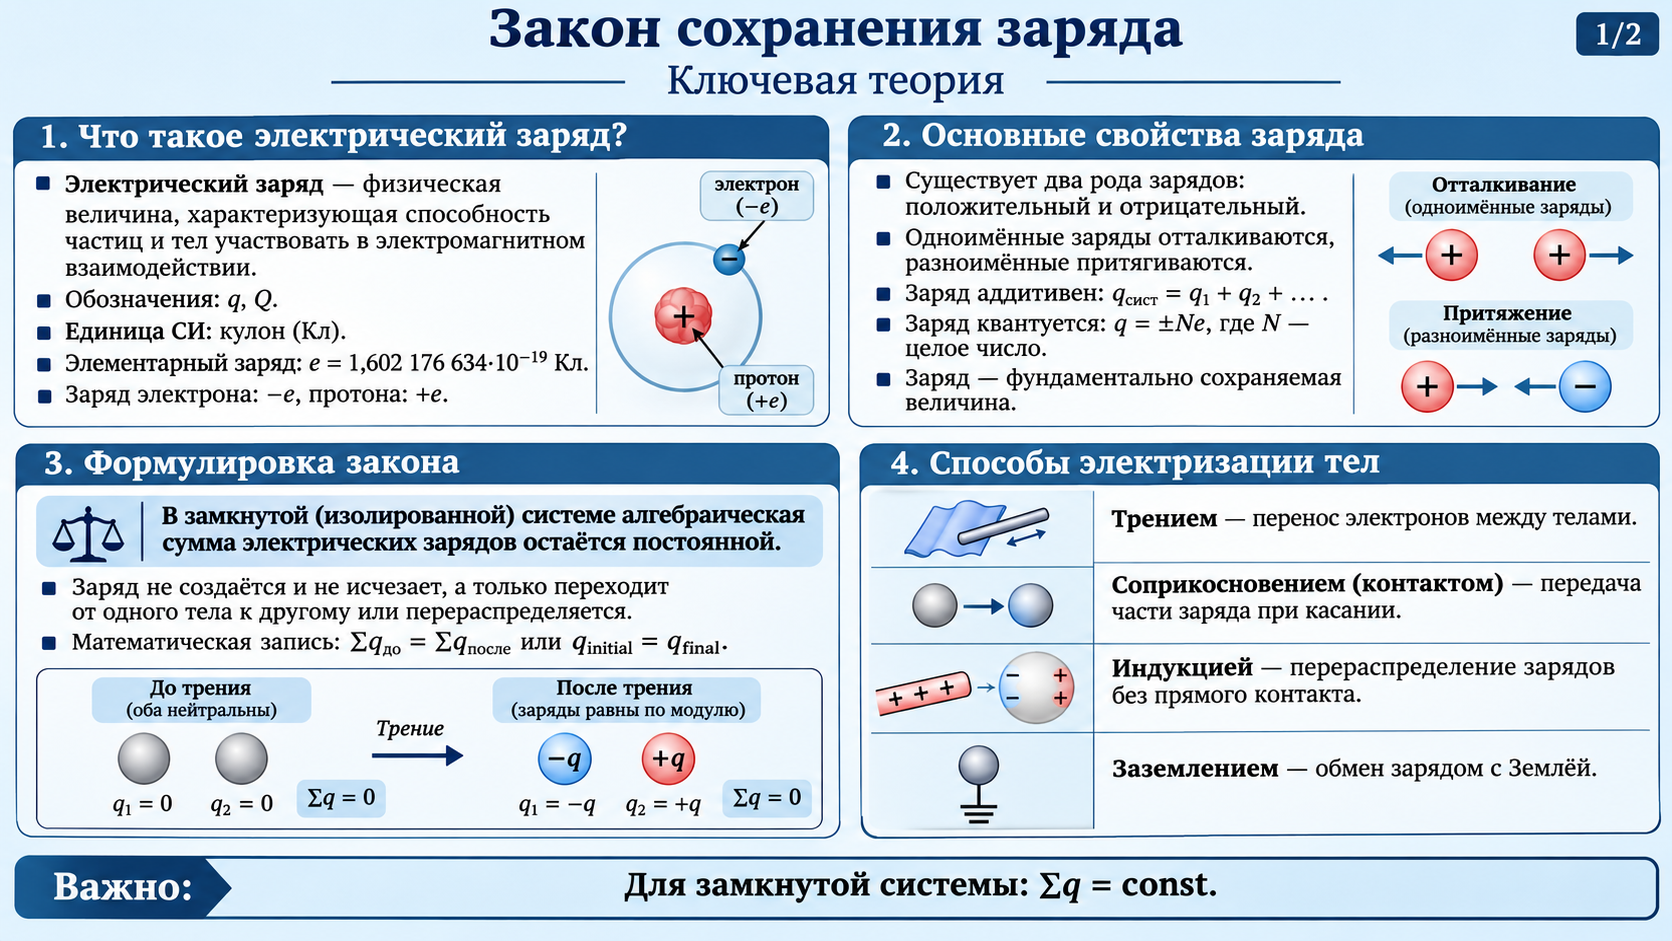 Закон сохранения заряда
1/2
Ключевая теория
1. Что такое электрический заряд?
Электрический заряд — физическая
величина, характеризующая способность
частиц и тел участвовать в электромагнитном
взаимодействии.
Обозначения: q, Q.
Единица СИ: кулон (Кл).
Элементарный заряд: e = 1,602 176 634·10⁻¹⁹ Кл.
Заряд электрона: −e, протона: +e.
электрон
(−e)
−
+
протон
(+e)
2. Основные свойства заряда
Существует два рода зарядов:
положительный и отрицательный.
Одноимённые заряды отталкиваются,
разноимённые притягиваются.
Заряд аддитивен: qсист = q₁ + q₂ + … .
Заряд квантуется: q = ±Ne, где N —
целое число.
Заряд — фундаментально сохраняемая
величина.
Отталкивание
(одноимённые заряды)
+ +
Притяжение
(разноимённые заряды)
+ −
3. Формулировка закона
В замкнутой (изолированной) системе алгебраическая
сумма электрических зарядов остаётся постоянной.
Заряд не создаётся и не исчезает, а только переходит
от одного тела к другому или перераспределяется.
Математическая запись: Σqдо = Σqпосле или qinitial = qfinal.
До трения
(оба нейтральны)
q₁ = 0 q₂ = 0 Σq = 0
Трение
После трения
(заряды равны по модулю)
−q +q
q₁ = −q q₂ = +q Σq = 0
4. Способы электризации тел
Трением — перенос электронов между телами.
Соприкосновением (контактом) — передача
части заряда при касании.
+ + + − − + +
Индукцией — перераспределение зарядов
без прямого контакта.
Заземлением — обмен зарядом с Землёй.
Важно:
Для замкнутой системы: Σq = const.